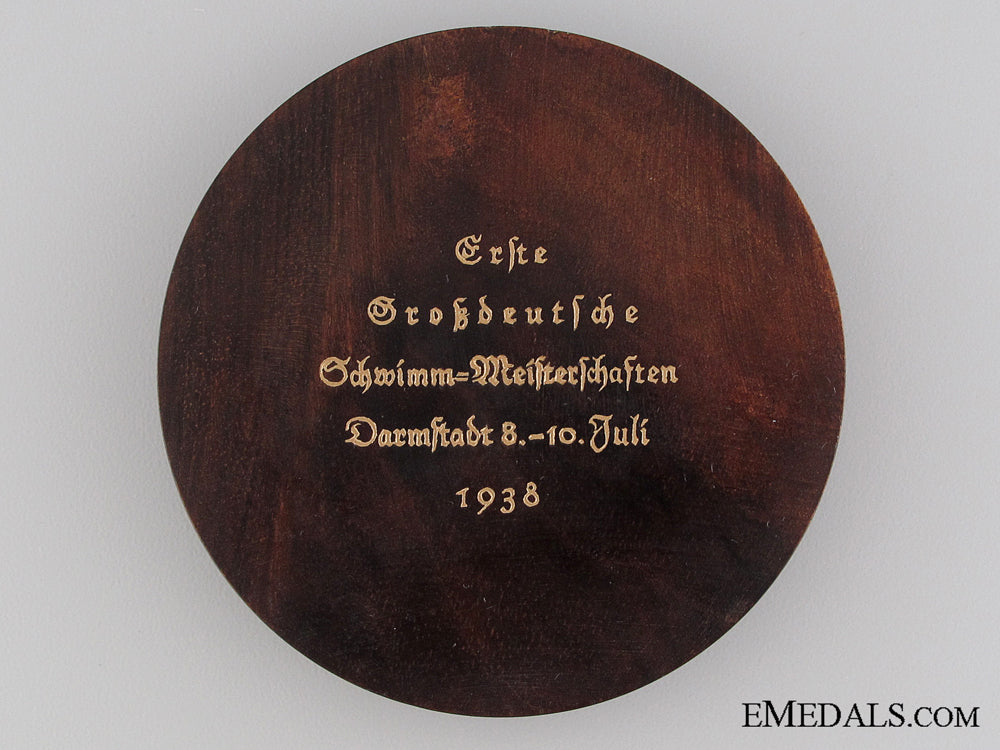 Erste
Großdeutsche
Schwimm=Meisterschaften
Darmstadt 8.-10. Juli
1938
EMEDALS.COM